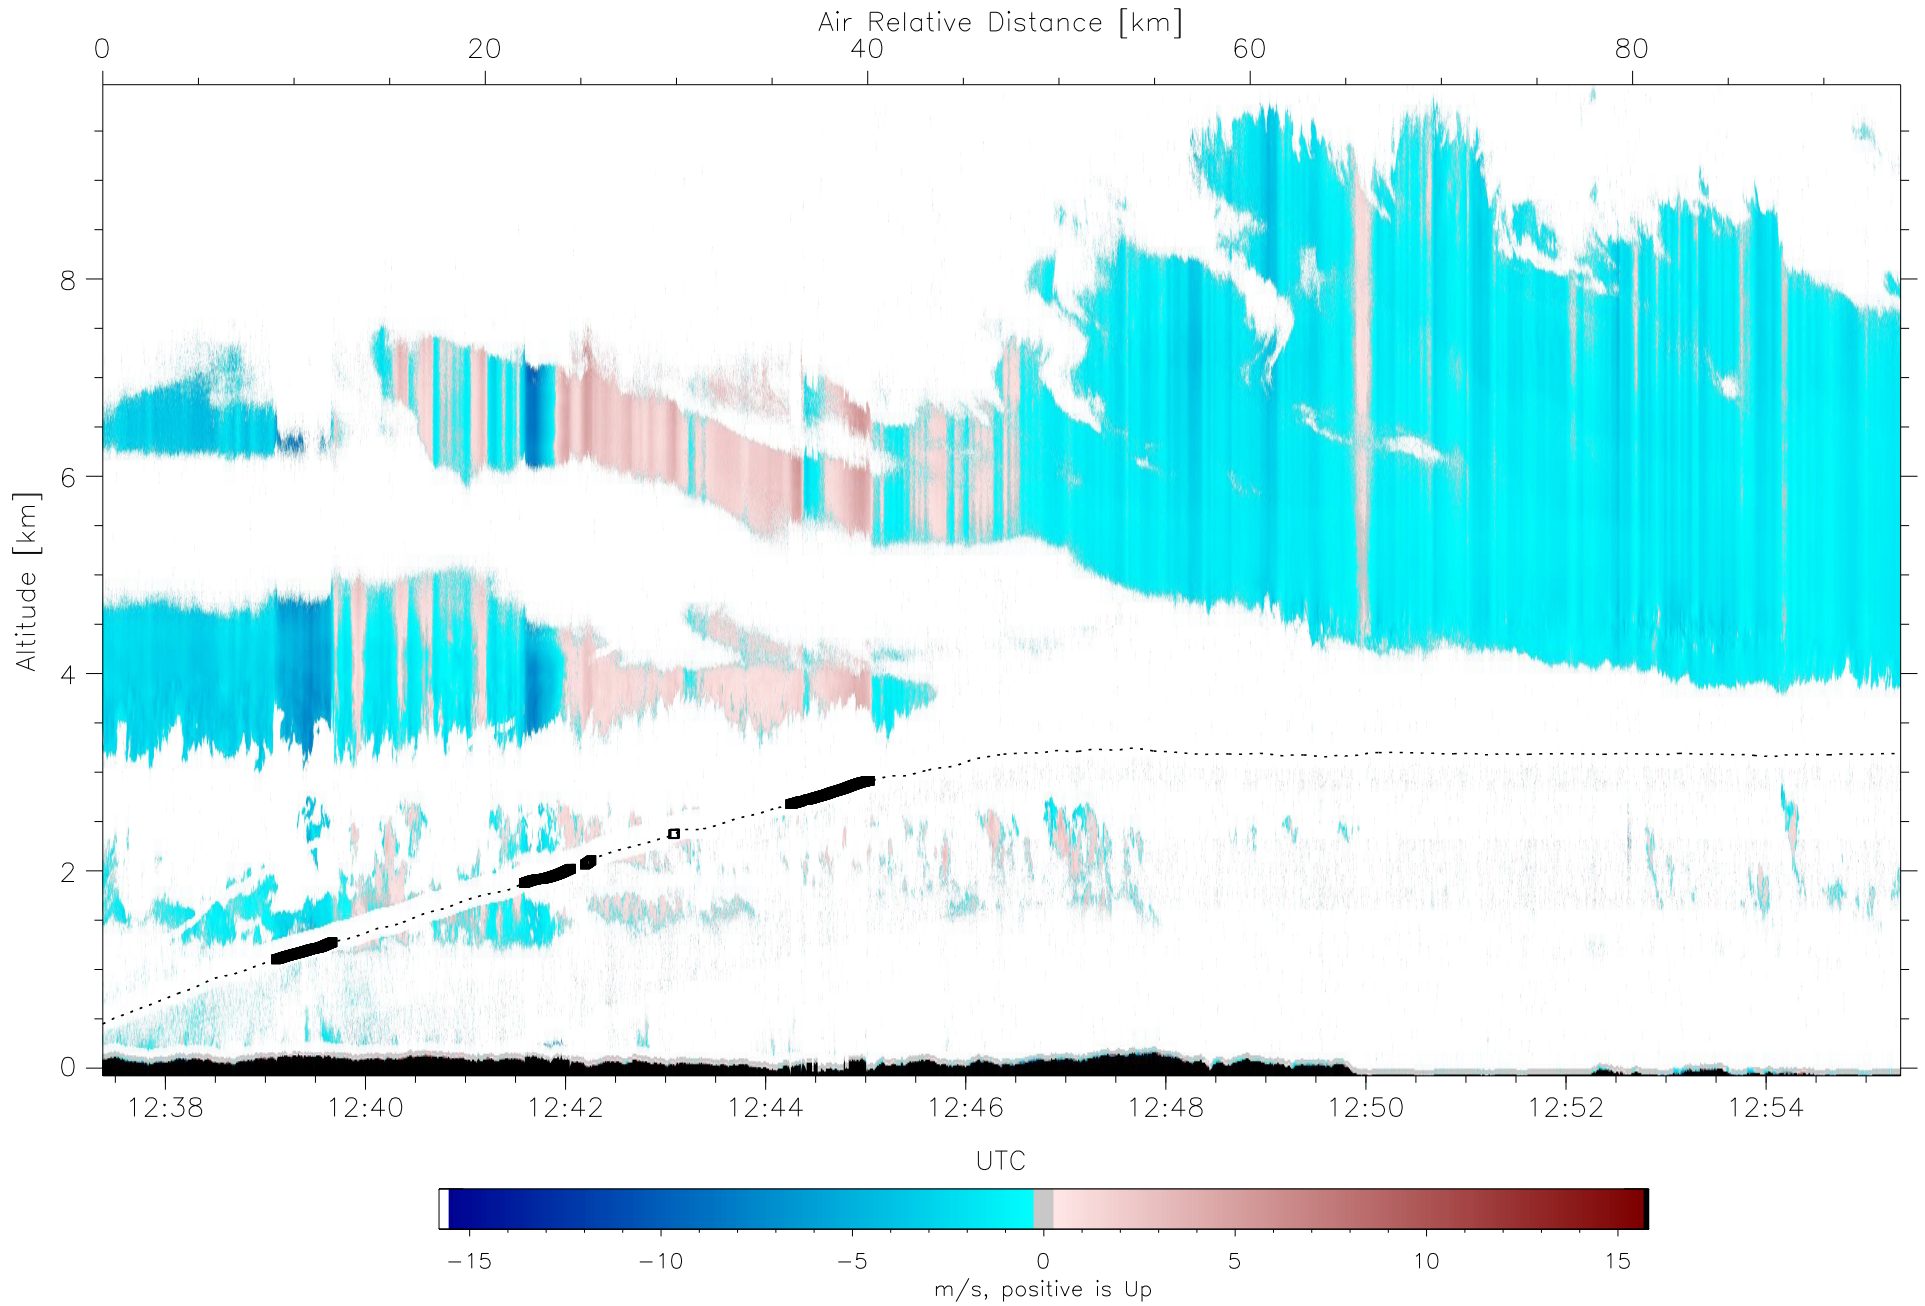 Air Relative Distance [km]
0 20 40 60 80
8
6
4
2
0
Altitude [km]
12:38 12:40 12:42 12:44 12:46 12:48 12:50 12:52 12:54
UTC
−15 −10 −5 0 5 10 15
m/s, positive is Up